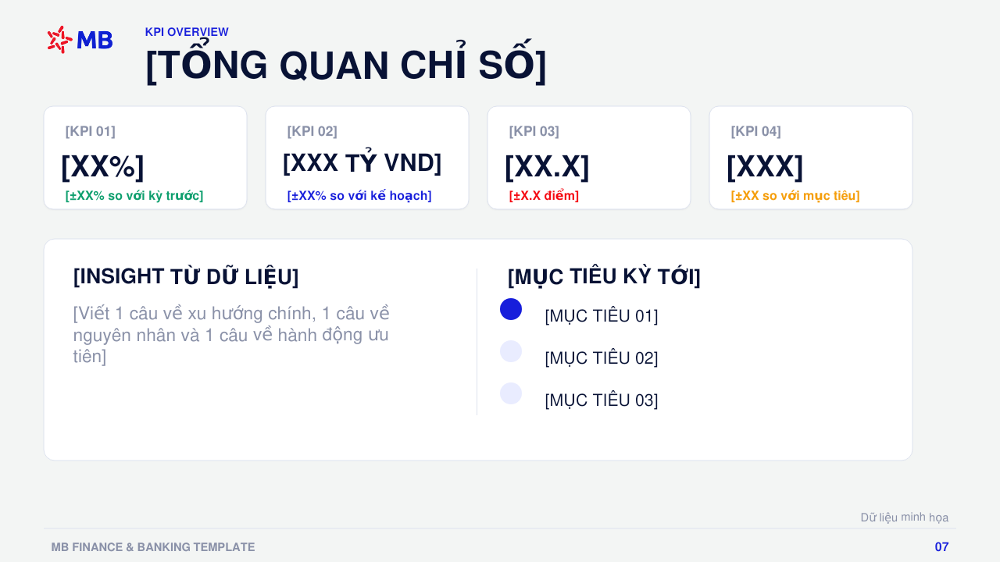 MB
KPI OVERVIEW
[TỔNG QUAN CHỈ SỐ]
[KPI 01]
[XX%]
[±XX% so với kỳ trước]
[KPI 02]
[XXX TỶ VND]
[±XX% so với kế hoạch]
[KPI 03]
[XX.X]
[±X.X điểm]
[KPI 04]
[XXX]
[±XX so với mục tiêu]
[INSIGHT TỪ DỮ LIỆU]
[Viết 1 câu về xu hướng chính, 1 câu về
nguyên nhân và 1 câu về hành động ưu
tiên]
[MỤC TIÊU KỲ TỚI]
[MỤC TIÊU 01]
[MỤC TIÊU 02]
[MỤC TIÊU 03]
Dữ liệu minh họa
MB FINANCE & BANKING TEMPLATE
07